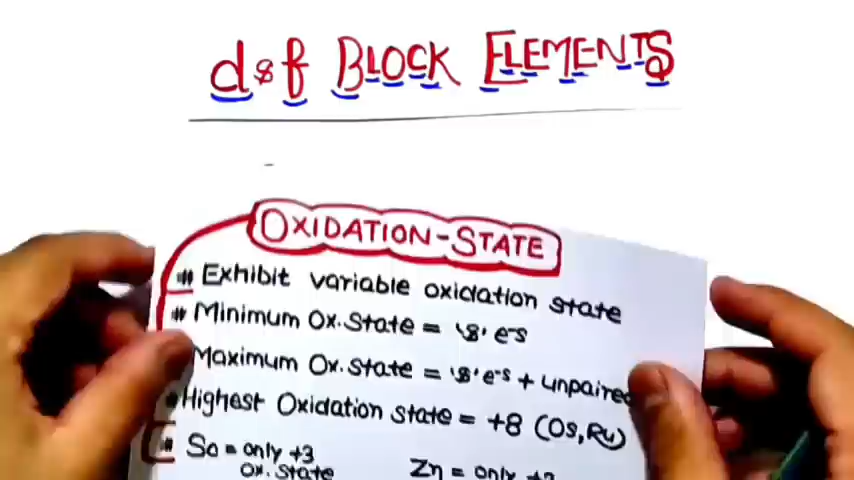 d & f BLOCK ELEMENTS
OXIDATION-STATE
# Exhibit variable oxidation state
# Minimum Ox.State = 's' e-s
Maximum Ox.State = 's' e-s + unpaired
Highest Oxidation state = +8 (Os, Ru)
# Sc = only +3
Ox. State
Zn = only